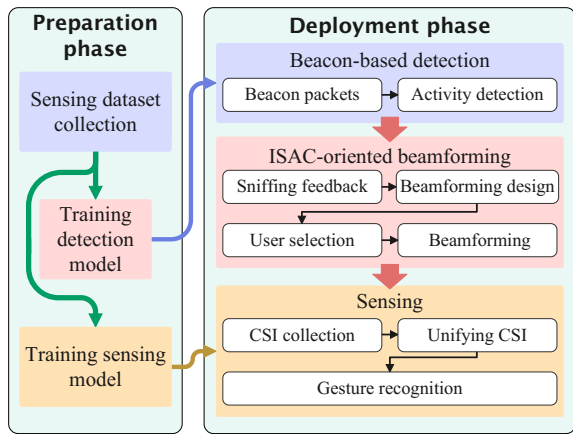 Preparation
phase
Sensing dataset
collection
Training
detection
model
Training sensing
model
Deployment phase
Beacon-based detection
Beacon packets
Activity detection
ISAC-oriented beamforming
Sniffing feedback
Beamforming design
User selection
Beamforming
Sensing
CSI collection
Unifying CSI
Gesture recognition